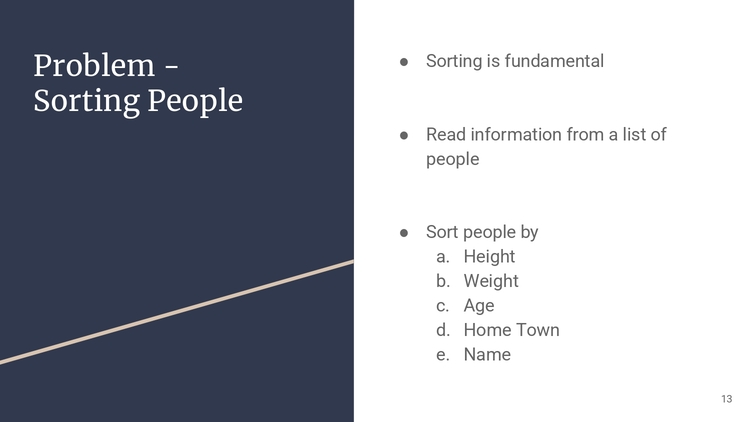 Problem -
Sorting People
● Sorting is fundamental
● Read information from a list of
people
● Sort people by
a. Height
b. Weight
c. Age
d. Home Town
e. Name
13